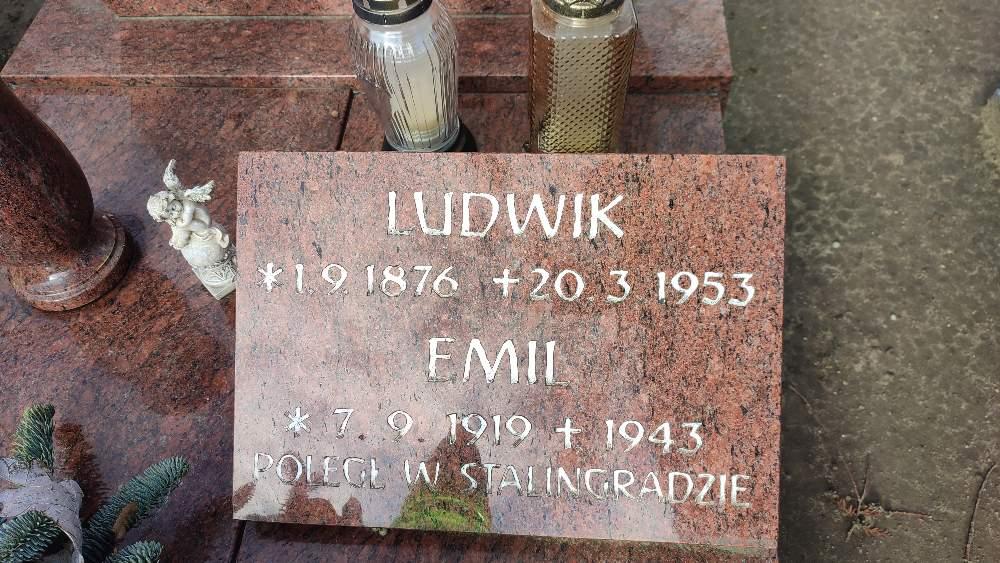 LUDWIK
* 1.9.1876 + 20.3.1953
EMIL
* 7.9.1919 + 1943
POLEGŁ W STALINGRADZIE